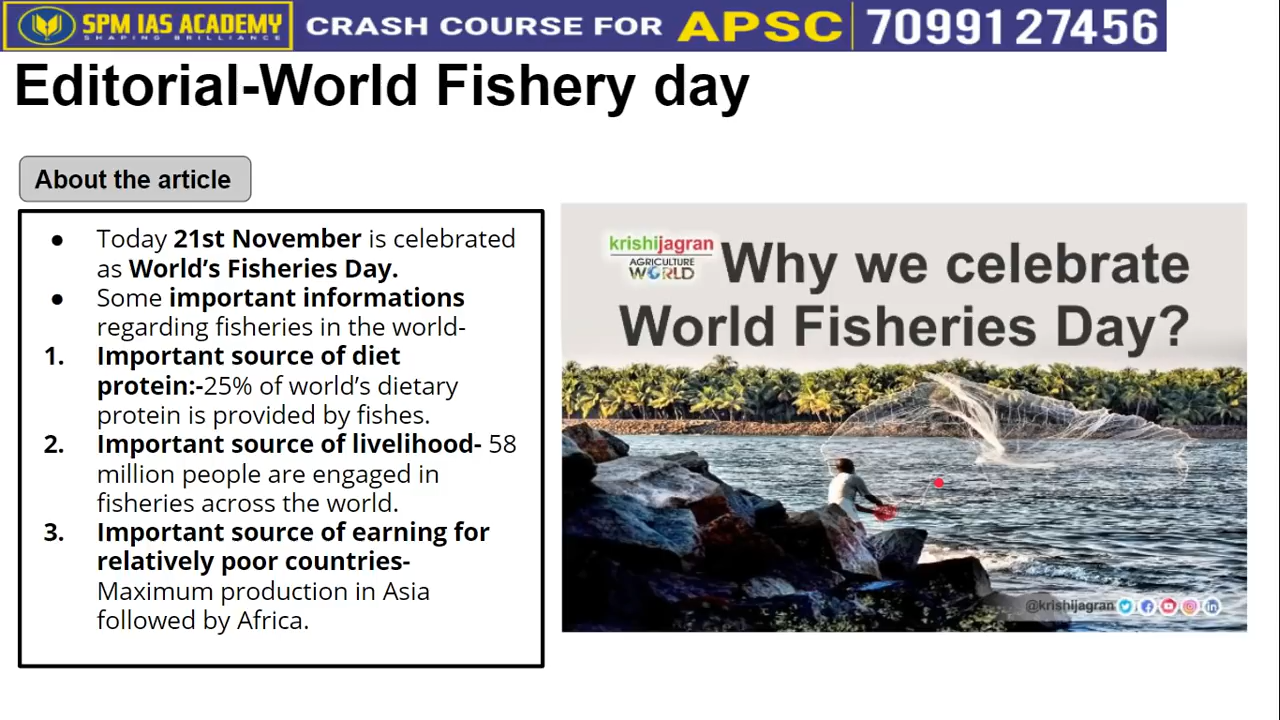 SPM IAS ACADEMY
SHAPING BRILLIANCE
CRASH COURSE FOR APSC 7099127456
Editorial-World Fishery day
About the article
● Today 21st November is celebrated
as World's Fisheries Day.
● Some important informations
regarding fisheries in the world-
1. Important source of diet
protein:-25% of world's dietary
protein is provided by fishes.
2. Important source of livelihood- 58
million people are engaged in
fisheries across the world.
3. Important source of earning for
relatively poor countries-
Maximum production in Asia
followed by Africa.
krishijagran
AGRICULTURE
WORLD
Why we celebrate
World Fisheries Day?
@krishijagran